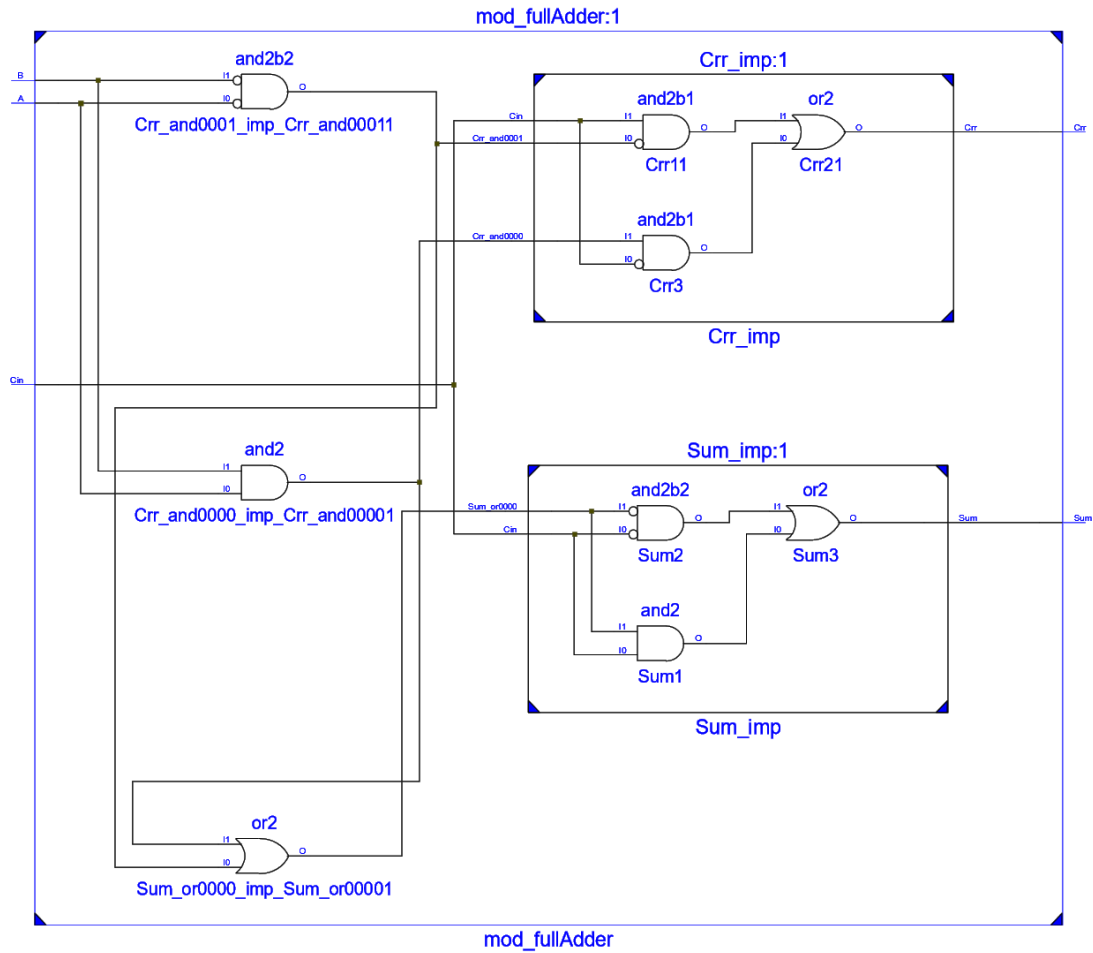 mod_fullAdder:1
B
A
and2b2
I1
I0
O
Crr_and0001_imp_Crr_and00011
Crr_imp:1
Cin
Crr_and0001
and2b1
I1
I0
O
Crr11
or2
I1
I0
O
Crr21
Crr
Crr
Crr_and0000
and2b1
I1
I0
O
Crr3
Crr_imp
Cin
and2
I1
I0
O
Crr_and0000_imp_Crr_and00001
Sum_imp:1
Sum_or0000
Cin
and2b2
I1
I0
O
Sum2
or2
I1
I0
O
Sum3
Sum
Sum
and2
I1
I0
O
Sum1
Sum_imp
or2
I1
I0
O
Sum_or0000_imp_Sum_or00001
mod_fullAdder